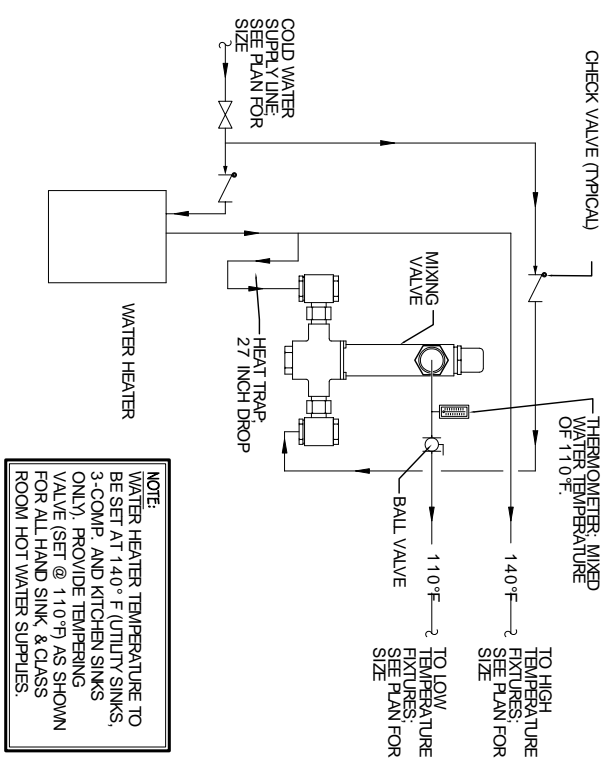 CHECK VALVE (TYPICAL)
THERMOMETER; MIXED
WATER TEMPERATURE
OF 110°F.
TO HIGH
TEMPERATURE
FIXTURES;
SEE PLAN FOR
SIZE
140°F
COLD WATER
SUPPLY LINE;
SEE PLAN FOR
SIZE
MIXING
VALVE
110°F
TO LOW
TEMPERATURE
FIXTURES;
SEE PLAN FOR
SIZE
BALL VALVE
HEAT TRAP
27 INCH DROP
WATER HEATER
NOTE:
WATER HEATER TEMPERATURE TO
BE SET AT 140° F (UTILITY SINKS,
3-COMP. AND KITCHEN SINKS
ONLY). PROVIDE TEMPERING
VALVE (SET @ 110°F) AS SHOWN
FOR ALL HAND SINK, & CLASS
ROOM HOT WATER SUPPLIES.